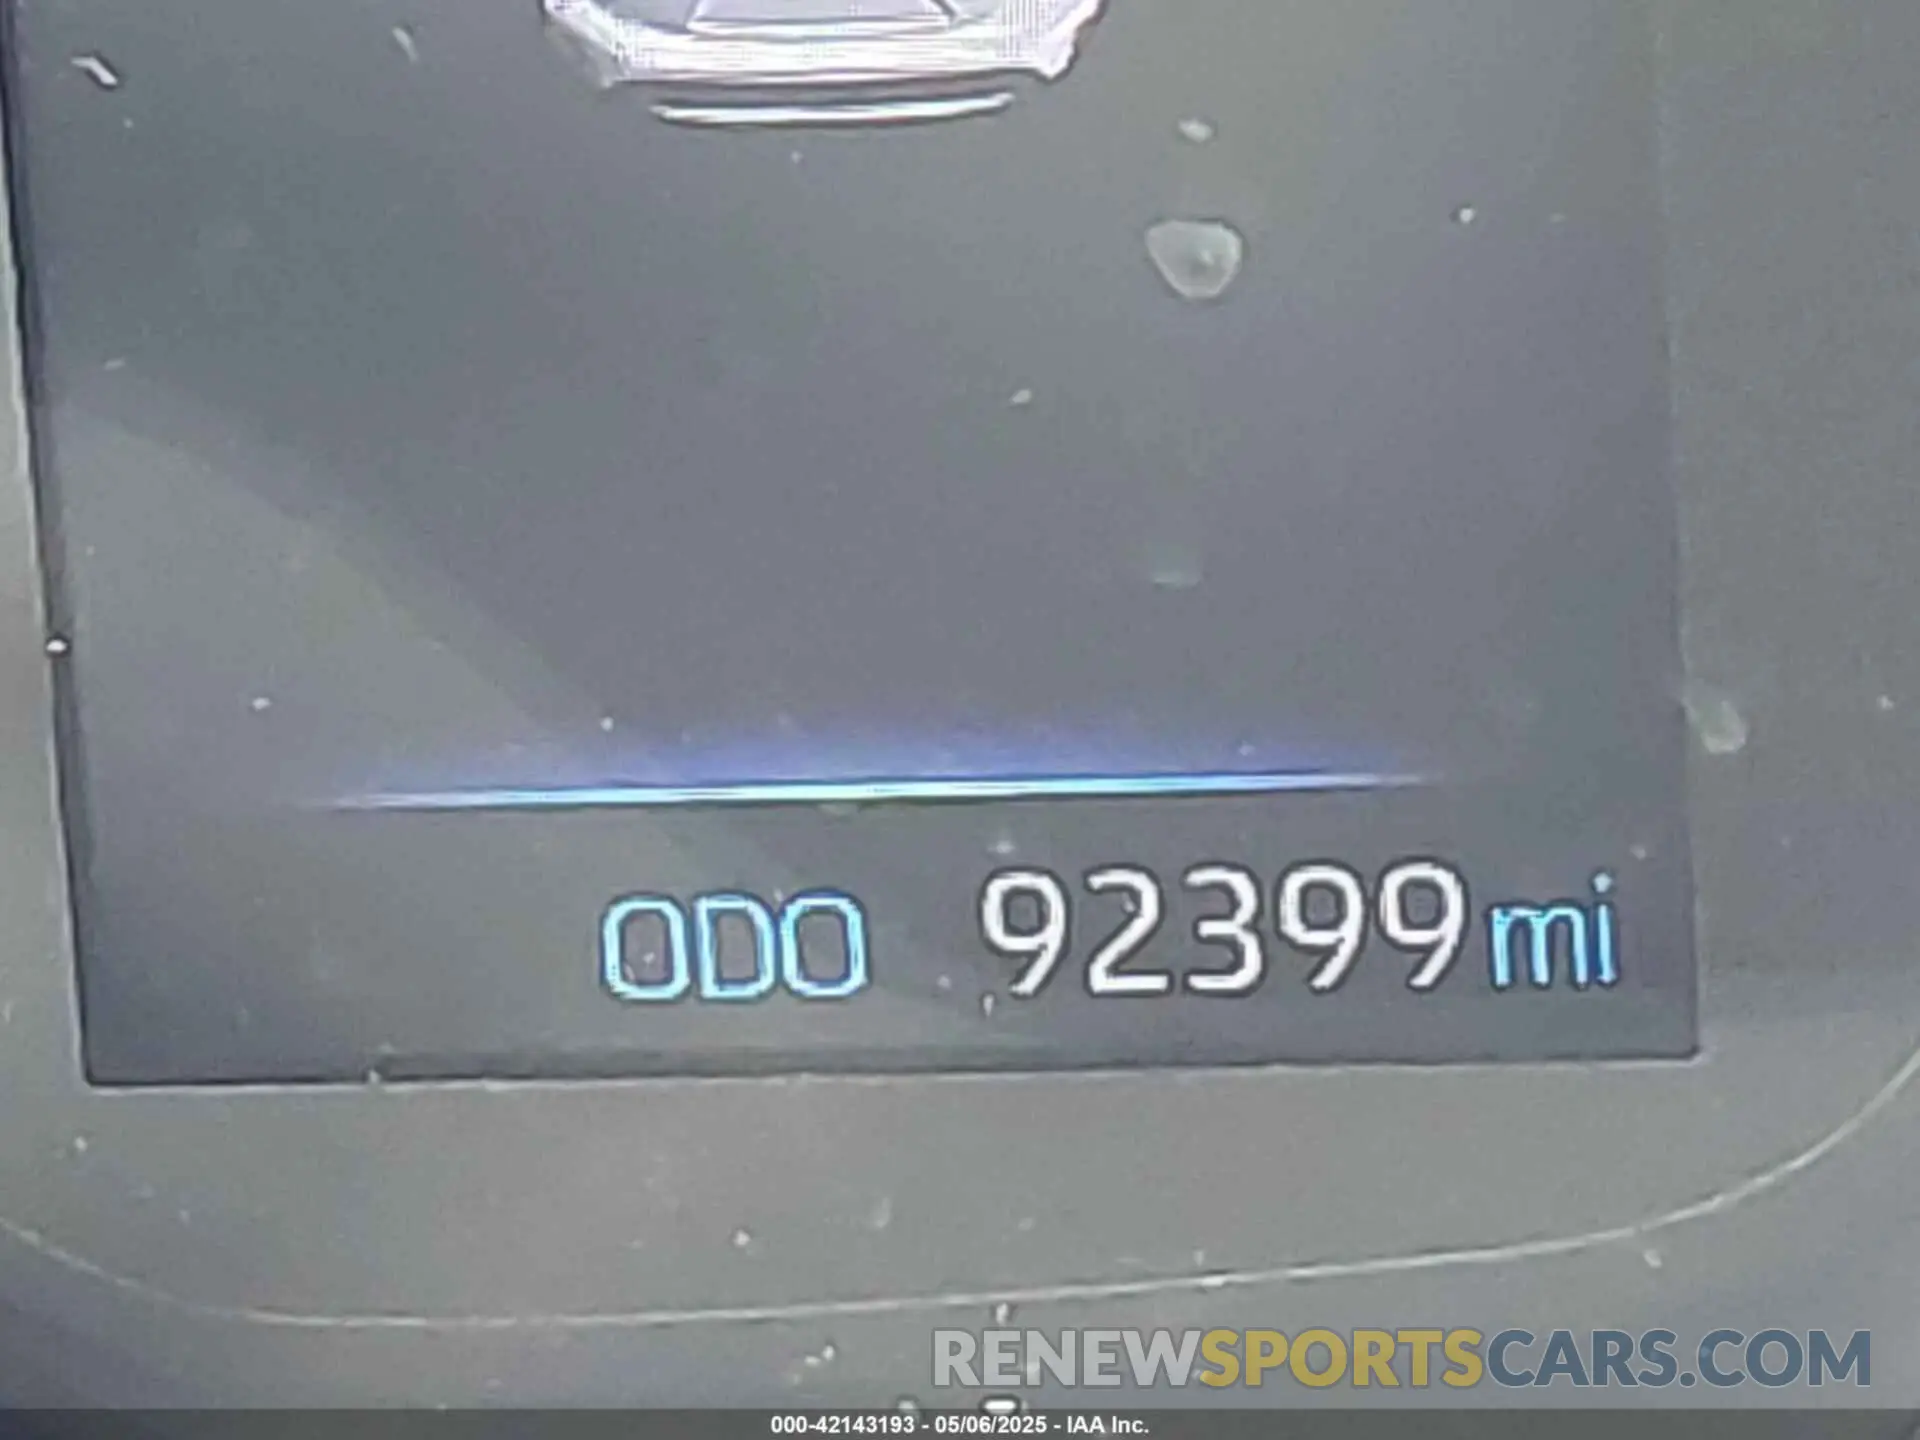 ODO 92399 mi
RENEWSPORTSCARS.COM
000-42143193 - 05/06/2025 - IAA Inc.